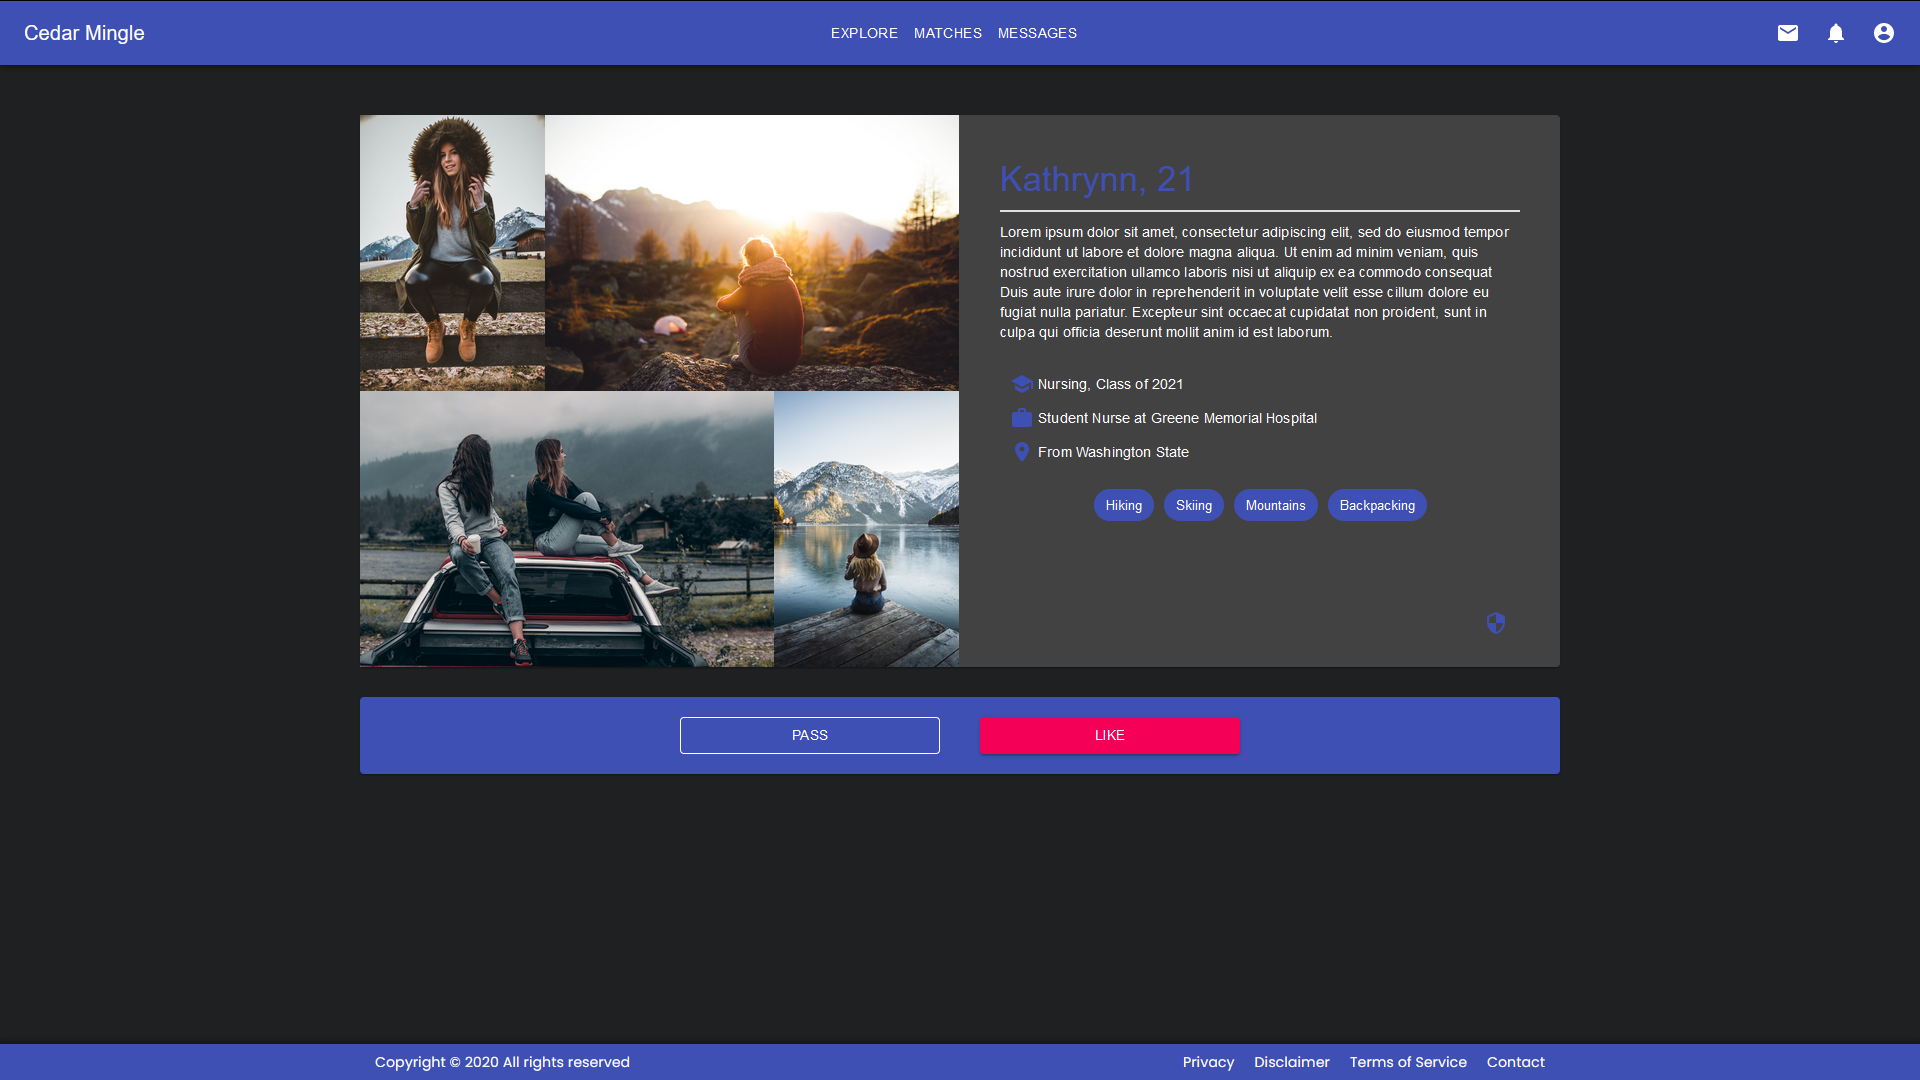 Cedar Mingle
EXPLORE MATCHES MESSAGES
Kathrynn, 21
Lorem ipsum dolor sit amet, consectetur adipiscing elit, sed do eiusmod tempor
incididunt ut labore et dolore magna aliqua. Ut enim ad minim veniam, quis
nostrud exercitation ullamco laboris nisi ut aliquip ex ea commodo consequat
Duis aute irure dolor in reprehenderit in voluptate velit esse cillum dolore eu
fugiat nulla pariatur. Excepteur sint occaecat cupidatat non proident, sunt in
culpa qui officia deserunt mollit anim id est laborum.
Nursing, Class of 2021
Student Nurse at Greene Memorial Hospital
From Washington State
Hiking Skiing Mountains Backpacking
PASS LIKE
Copyright © 2020 All rights reserved Privacy Disclaimer Terms of Service Contact